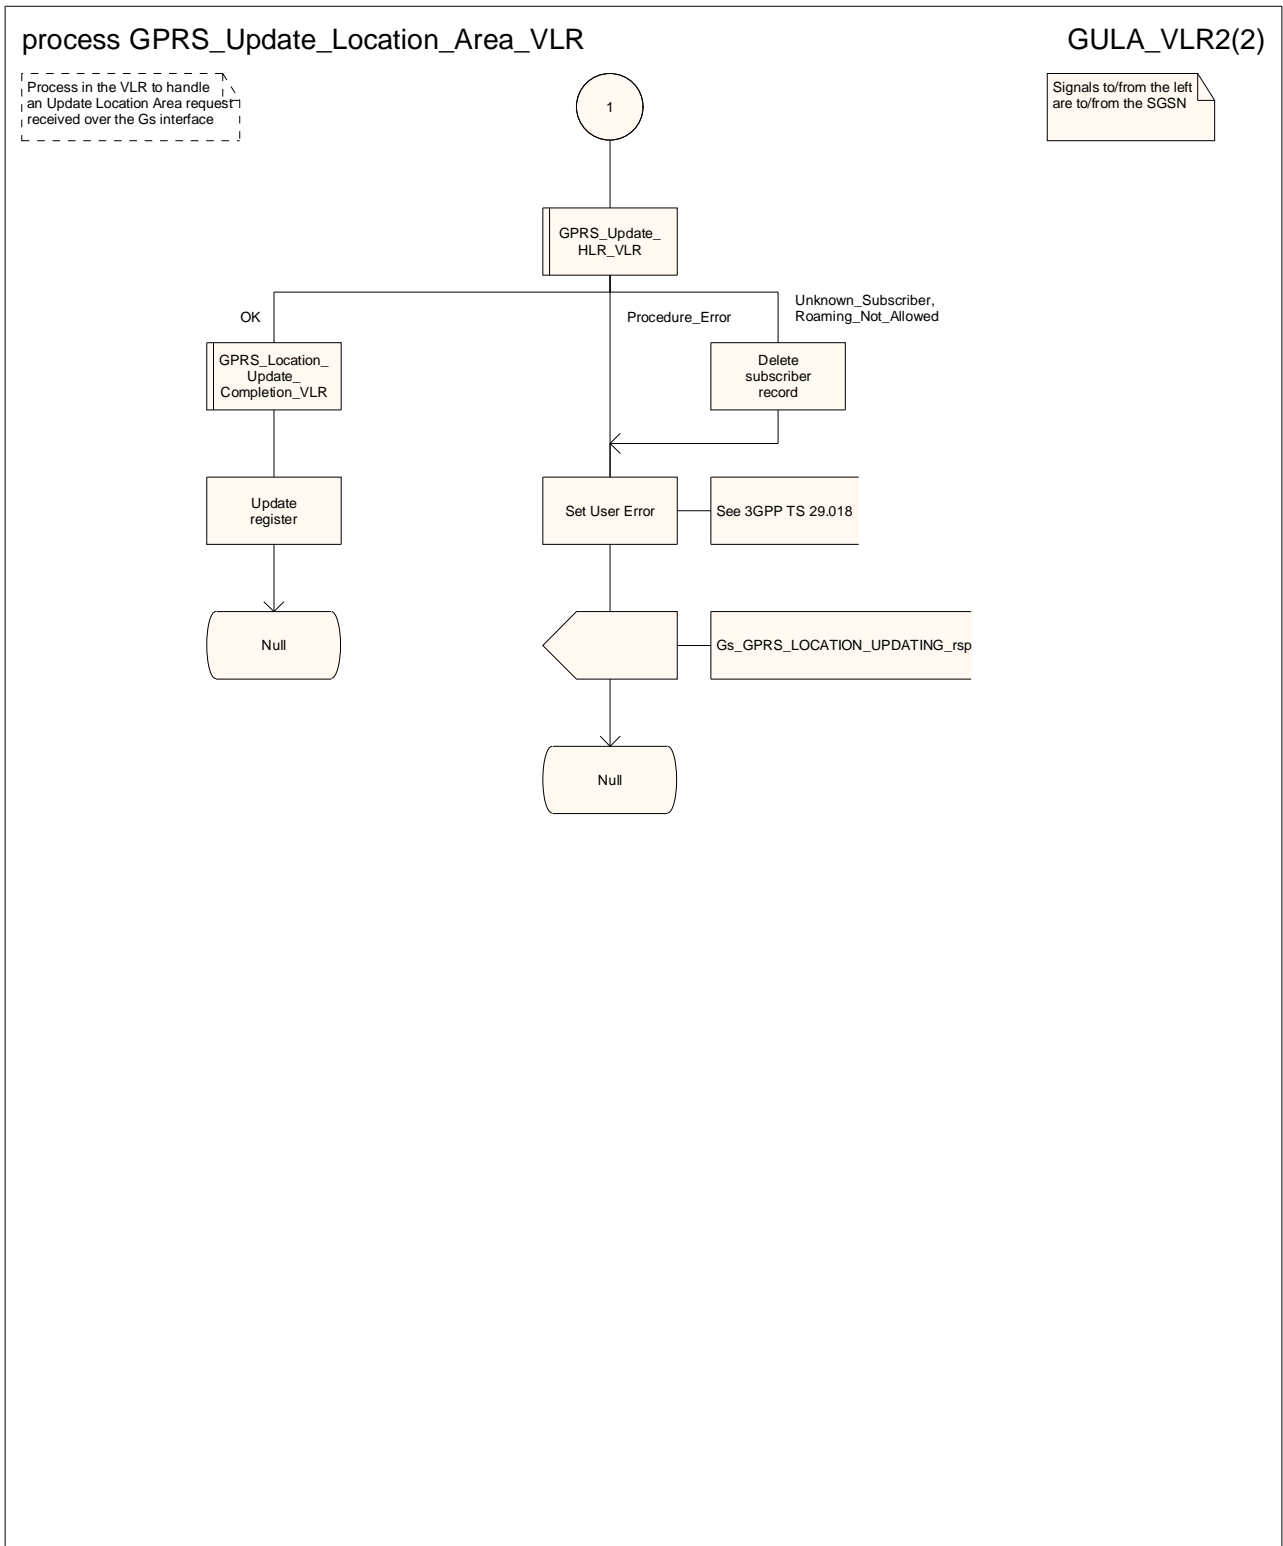 process GPRS_Update_Location_Area_VLR
GULA_VLR2(2)
Process in the VLR to handle
an Update Location Area request
received over the Gs interface
1
Signals to/from the left
are to/from the SGSN
GPRS_Update_
HLR_VLR
OK
Procedure_Error
Unknown_Subscriber,
Roaming_Not_Allowed
GPRS_Location_
Update_
Completion_VLR
Delete
subscriber
record
Update
register
Set User Error
See 3GPP TS 29.018
Null
Gs_GPRS_LOCATION_UPDATING_rsp
Null